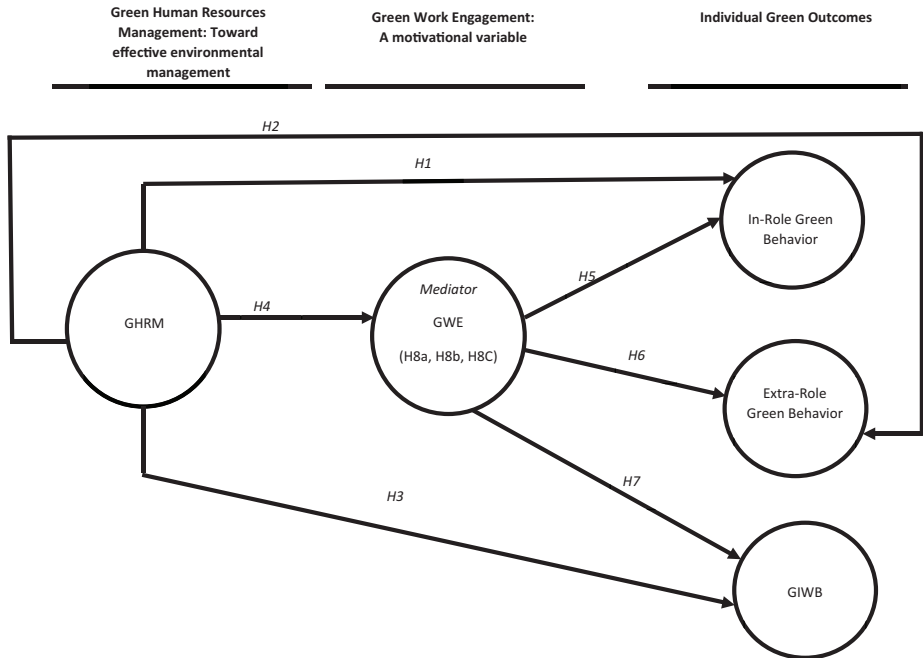 Green Human Resources
Management: Toward
effective environmental
management
Green Work Engagement:
A motivational variable
Individual Green Outcomes
H2
H1
In-Role Green
Behavior
H5
Mediator
GWE
(H8a, H8b, H8C)
H4
GHRM
H6
Extra-Role
Green Behavior
H7
H3
GIWB